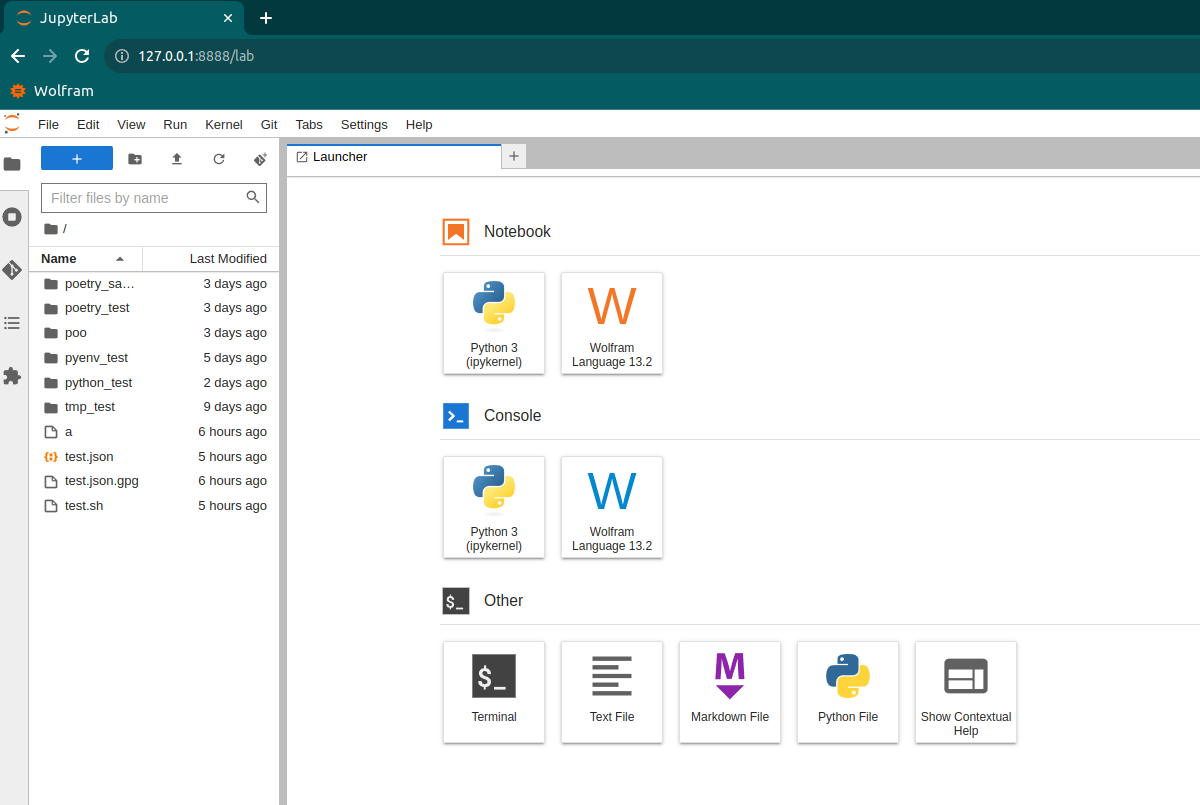 JupyterLab
127.0.0.1:8888/lab
Wolfram
File Edit View Run Kernel Git Tabs Settings Help
Launcher
Filter files by name
/
Name Last Modified
poetry_sa… 3 days ago
poetry_test 3 days ago
poo 3 days ago
pyenv_test 5 days ago
python_test 2 days ago
tmp_test 9 days ago
a 6 hours ago
test.json 5 hours ago
test.json.gpg 6 hours ago
test.sh 5 hours ago
Notebook
Python 3
(ipykernel)
W
Wolfram
Language 13.2
Console
Python 3
(ipykernel)
W
Wolfram
Language 13.2
$_ Other
$_
Terminal
Text File
M
Markdown File
Python File
Show Contextual
Help